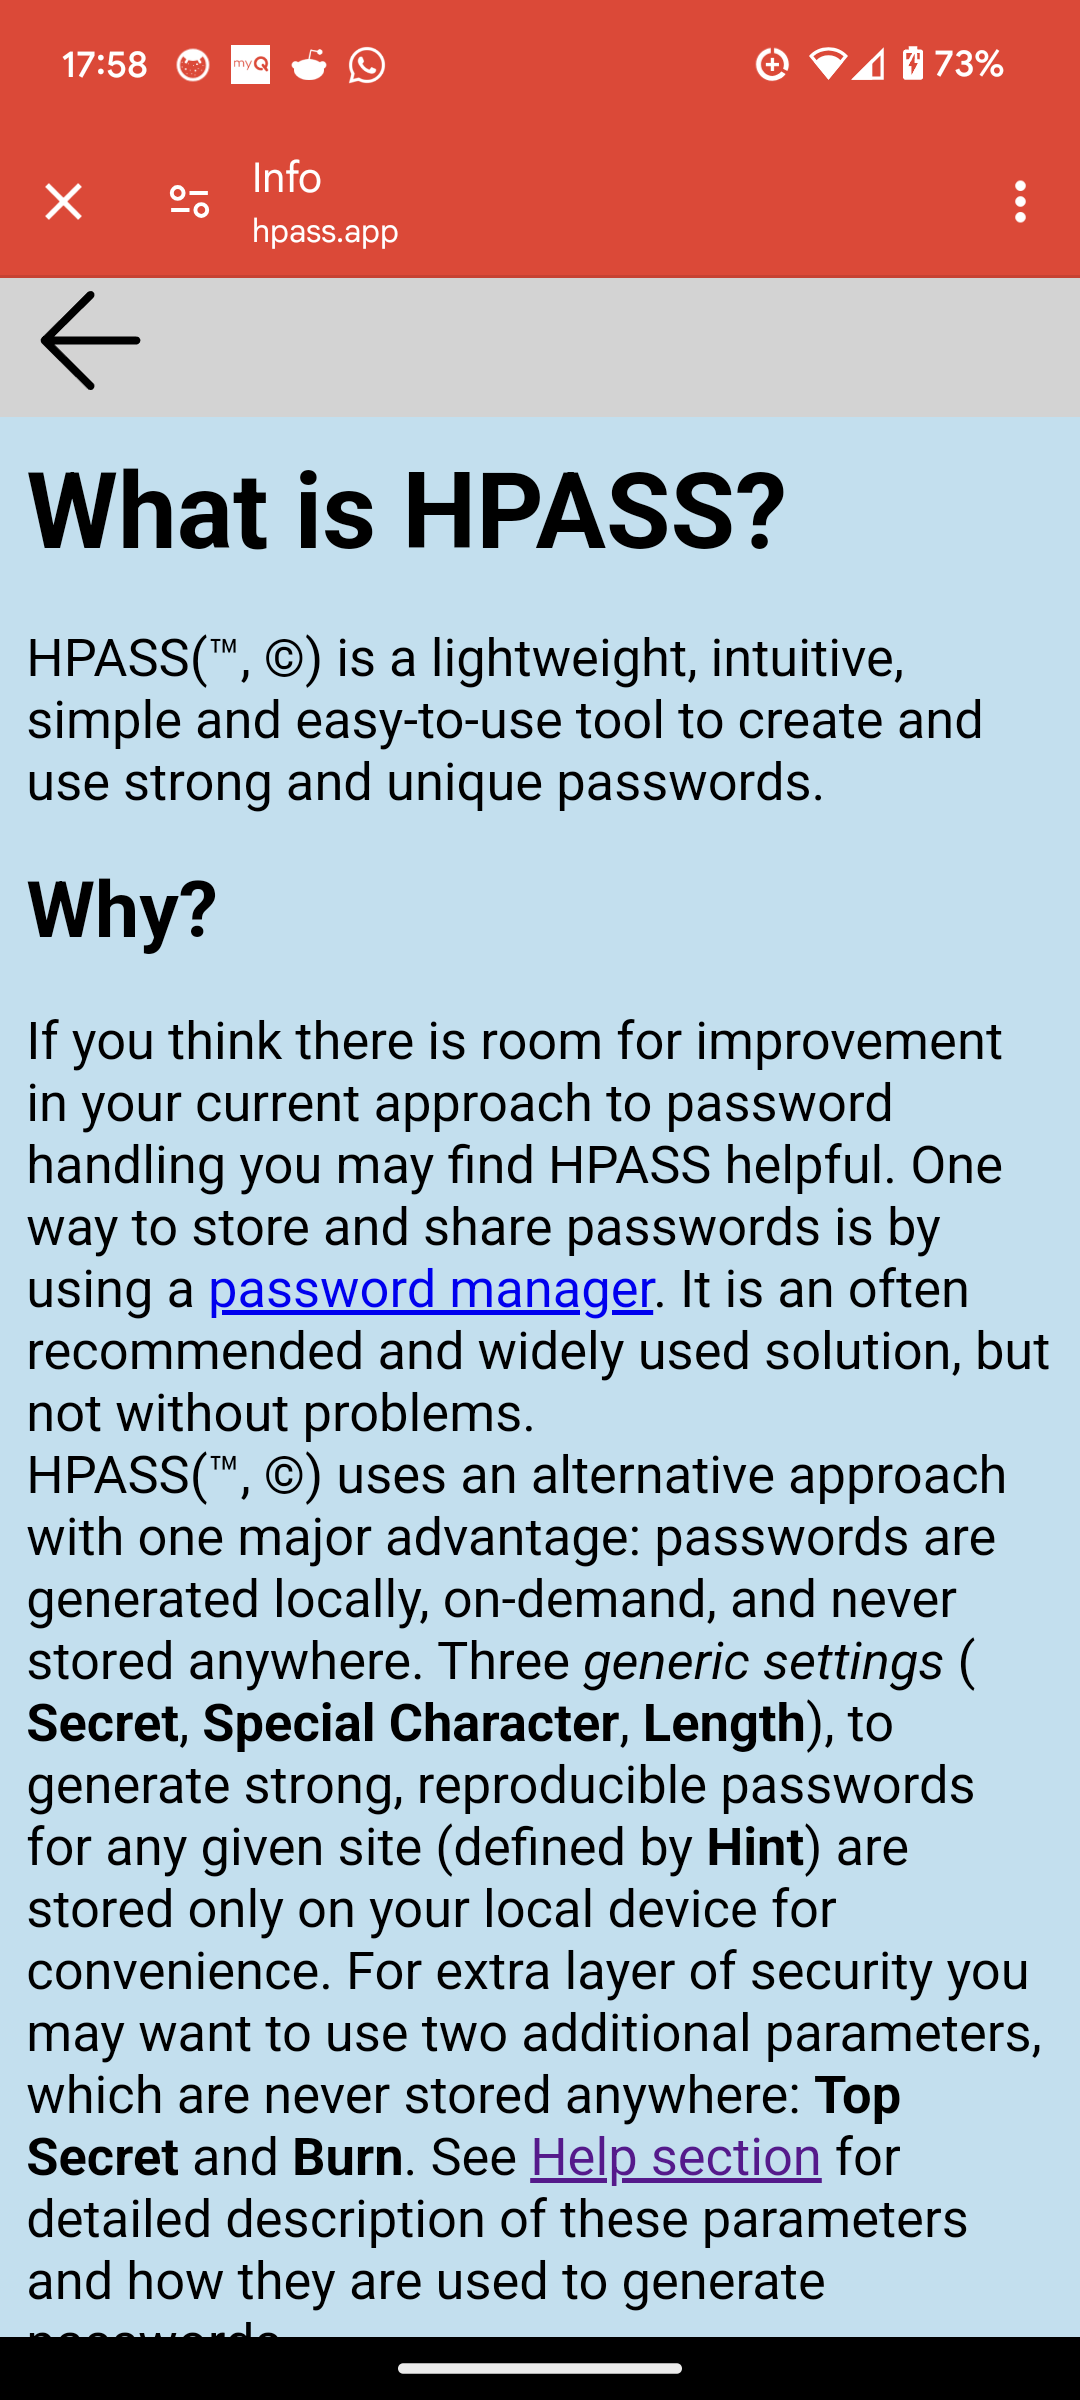 17:58 myQ 73%
Info
hpass.app
What is HPASS?
HPASS(™, ©) is a lightweight, intuitive,
simple and easy-to-use tool to create and
use strong and unique passwords.
Why?
If you think there is room for improvement
in your current approach to password
handling you may find HPASS helpful. One
way to store and share passwords is by
using a password manager. It is an often
recommended and widely used solution, but
not without problems.
HPASS(™, ©) uses an alternative approach
with one major advantage: passwords are
generated locally, on-demand, and never
stored anywhere. Three generic settings (
Secret, Special Character, Length), to
generate strong, reproducible passwords
for any given site (defined by Hint) are
stored only on your local device for
convenience. For extra layer of security you
may want to use two additional parameters,
which are never stored anywhere: Top
Secret and Burn. See Help section for
detailed description of these parameters
and how they are used to generate